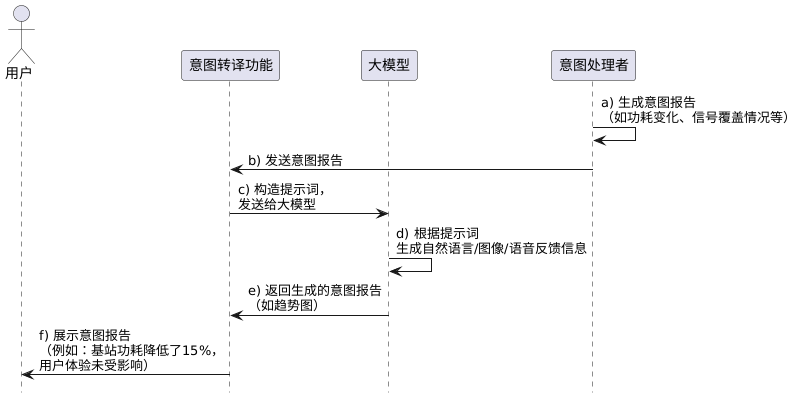 用户
意图转译功能
大模型
意图处理者
a) 生成意图报告
（如功耗变化、信号覆盖情况等）
b) 发送意图报告
c) 构造提示词，
发送给大模型
d) 根据提示词
生成自然语言/图像/语音反馈信息
e) 返回生成的意图报告
（如趋势图）
f) 展示意图报告
（例如：基站功耗降低了15%，
用户体验未受影响）